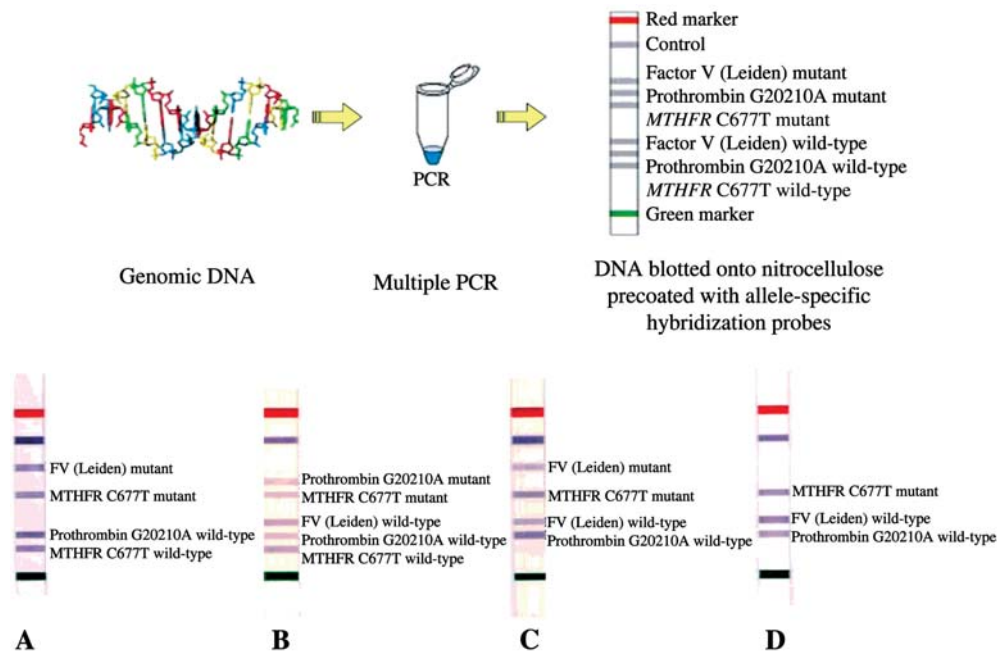 Red marker
Control
Factor V (Leiden) mutant
Prothrombin G20210A mutant
MTHFR C677T mutant
Factor V (Leiden) wild-type
Prothrombin G20210A wild-type
MTHFR C677T wild-type
Green marker
PCR
Genomic DNA
Multiple PCR
DNA blotted onto nitrocellulose
precoated with allele-specific
hybridization probes
FV (Leiden) mutant
MTHFR C677T mutant
Prothrombin G20210A wild-type
MTHFR C677T wild-type
Prothrombin G20210A mutant
MTHFR C677T mutant
FV (Leiden) wild-type
Prothrombin G20210A wild-type
MTHFR C677T wild-type
FV (Leiden) mutant
MTHFR C677T mutant
FV (Leiden) wild-type
Prothrombin G20210A wild-type
MTHFR C677T mutant
FV (Leiden) wild-type
Prothrombin G20210A wild-type
A
B
C
D